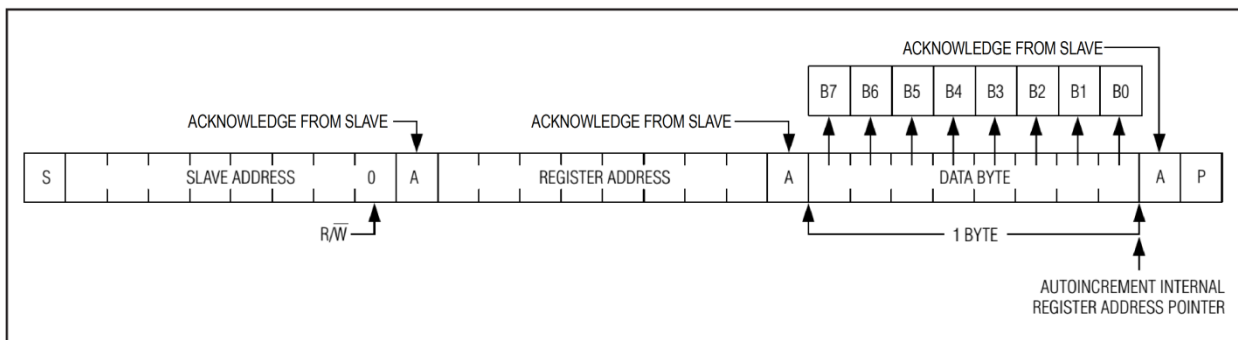 ACKNOWLEDGE FROM SLAVE
B7 B6 B5 B4 B3 B2 B1 B0
ACKNOWLEDGE FROM SLAVE ACKNOWLEDGE FROM SLAVE
S SLAVE ADDRESS 0 A REGISTER ADDRESS A DATA BYTE A P
R/W̅ 1 BYTE
AUTOINCREMENT INTERNAL
REGISTER ADDRESS POINTER